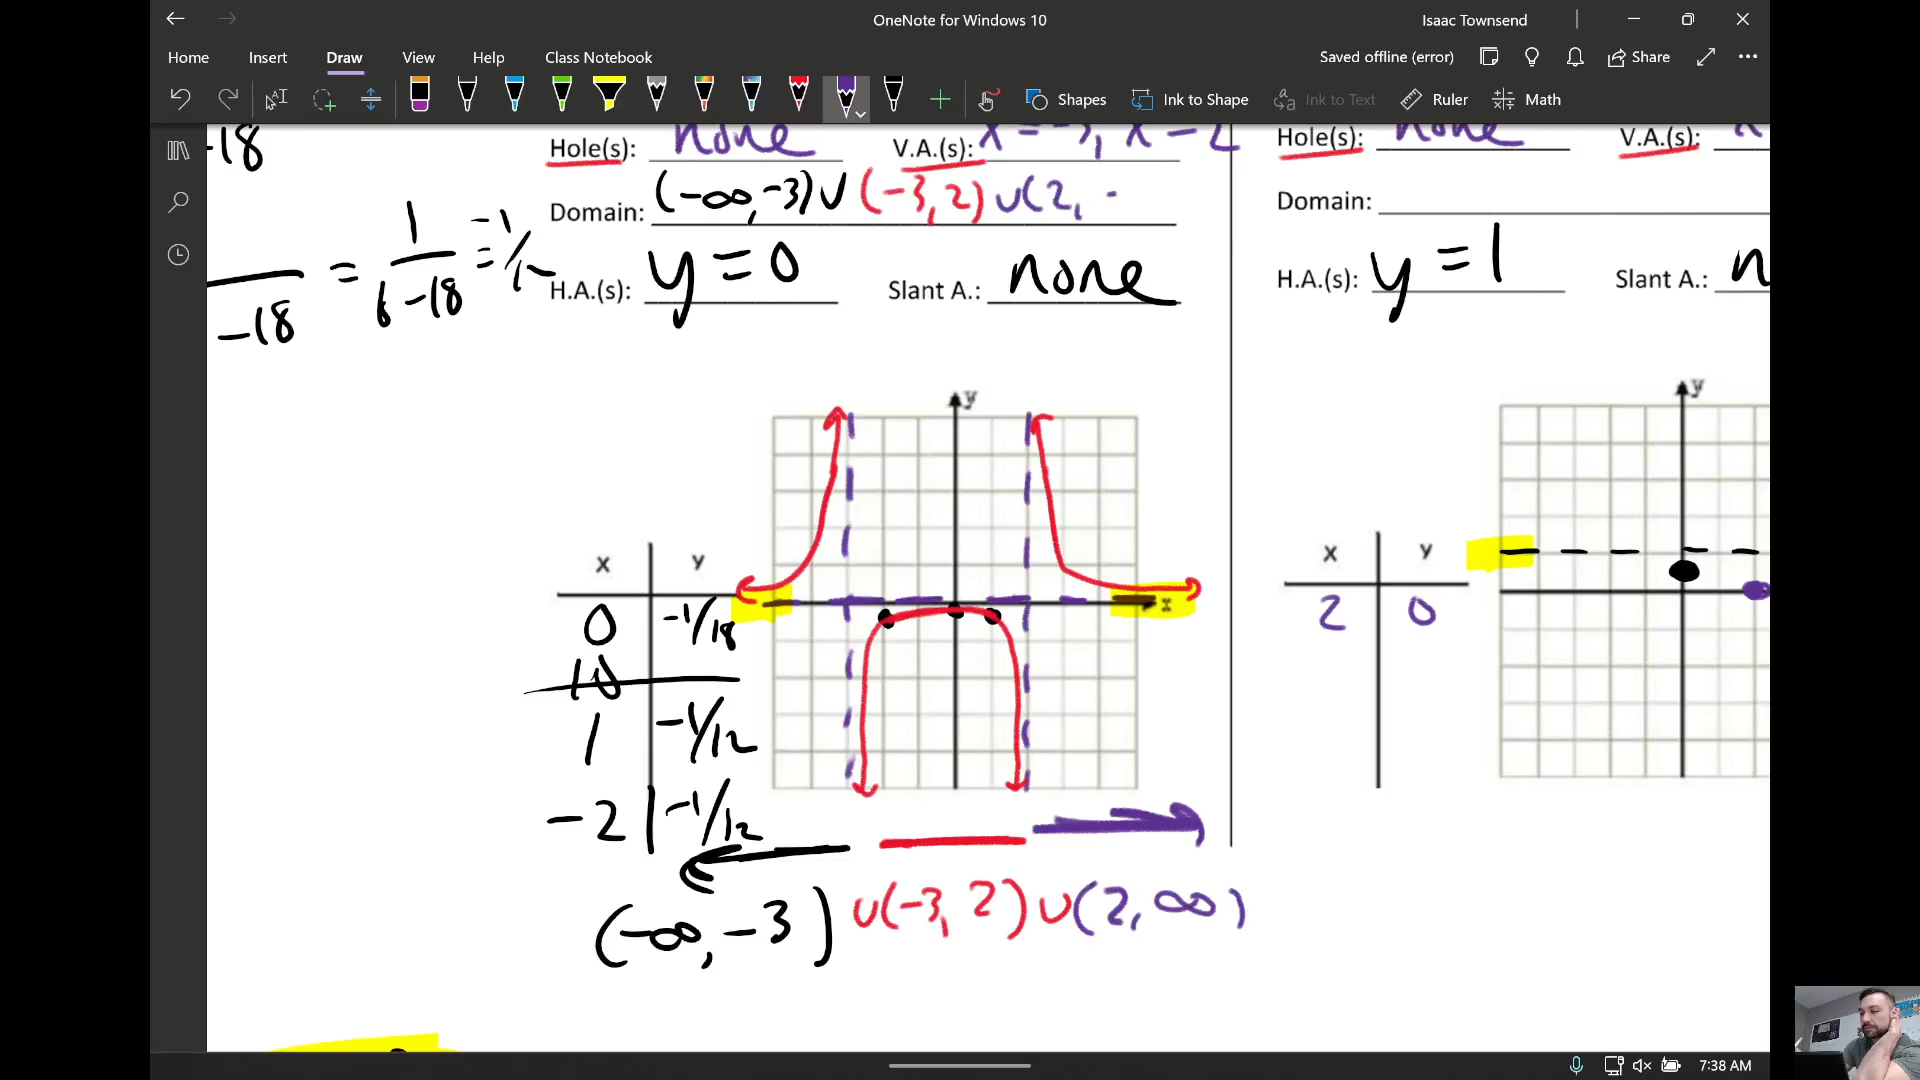 OneNote for Windows 10
Isaac Townsend
Home Insert Draw View Help Class Notebook
Saved offline (error) Share
Shapes Ink to Shape Ink to Text Ruler Math
-18
Hole(s): none V.A.(s): x = -3, x - 2
Domain: (-∞, -3) ∪ (-3, 2) ∪ (2, -
H.A.(s): y = 0 Slant A.: none
-18 = 1/6-18 =
Hole(s): none V.A.(s):
Domain:
H.A.(s): y = 1 Slant A.: n
y
x
x y
0 -1/18
10
1 -1/12
-2 -1/12
(-∞, -3) ∪(-3, 2) ∪(2, ∞)
y
x y
2 0
7:38 AM